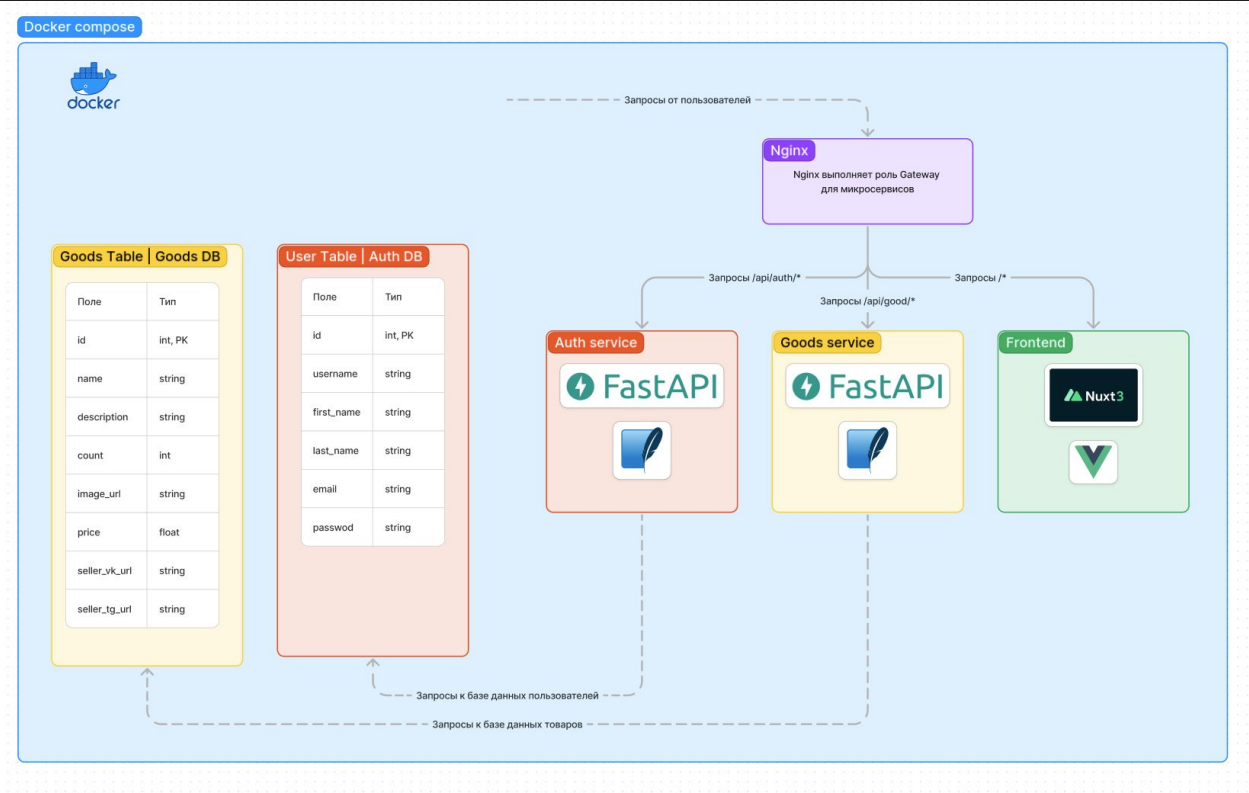 Docker compose
docker
Запросы от пользователей
Nginx
Nginx выполняет роль Gateway
для микросервисов
Запросы /api/auth/*
Запросы /*
Запросы /api/good/*
Goods Table | Goods DB
Поле Тип
id int, PK
name string
description string
count int
image_url string
price float
seller_vk_url string
seller_tg_url string
User Table | Auth DB
Поле Тип
id int, PK
username string
first_name string
last_name string
email string
passwod string
Auth service
FastAPI
Goods service
FastAPI
Frontend
Nuxt3
Запросы к базе данных пользователей
Запросы к базе данных товаров